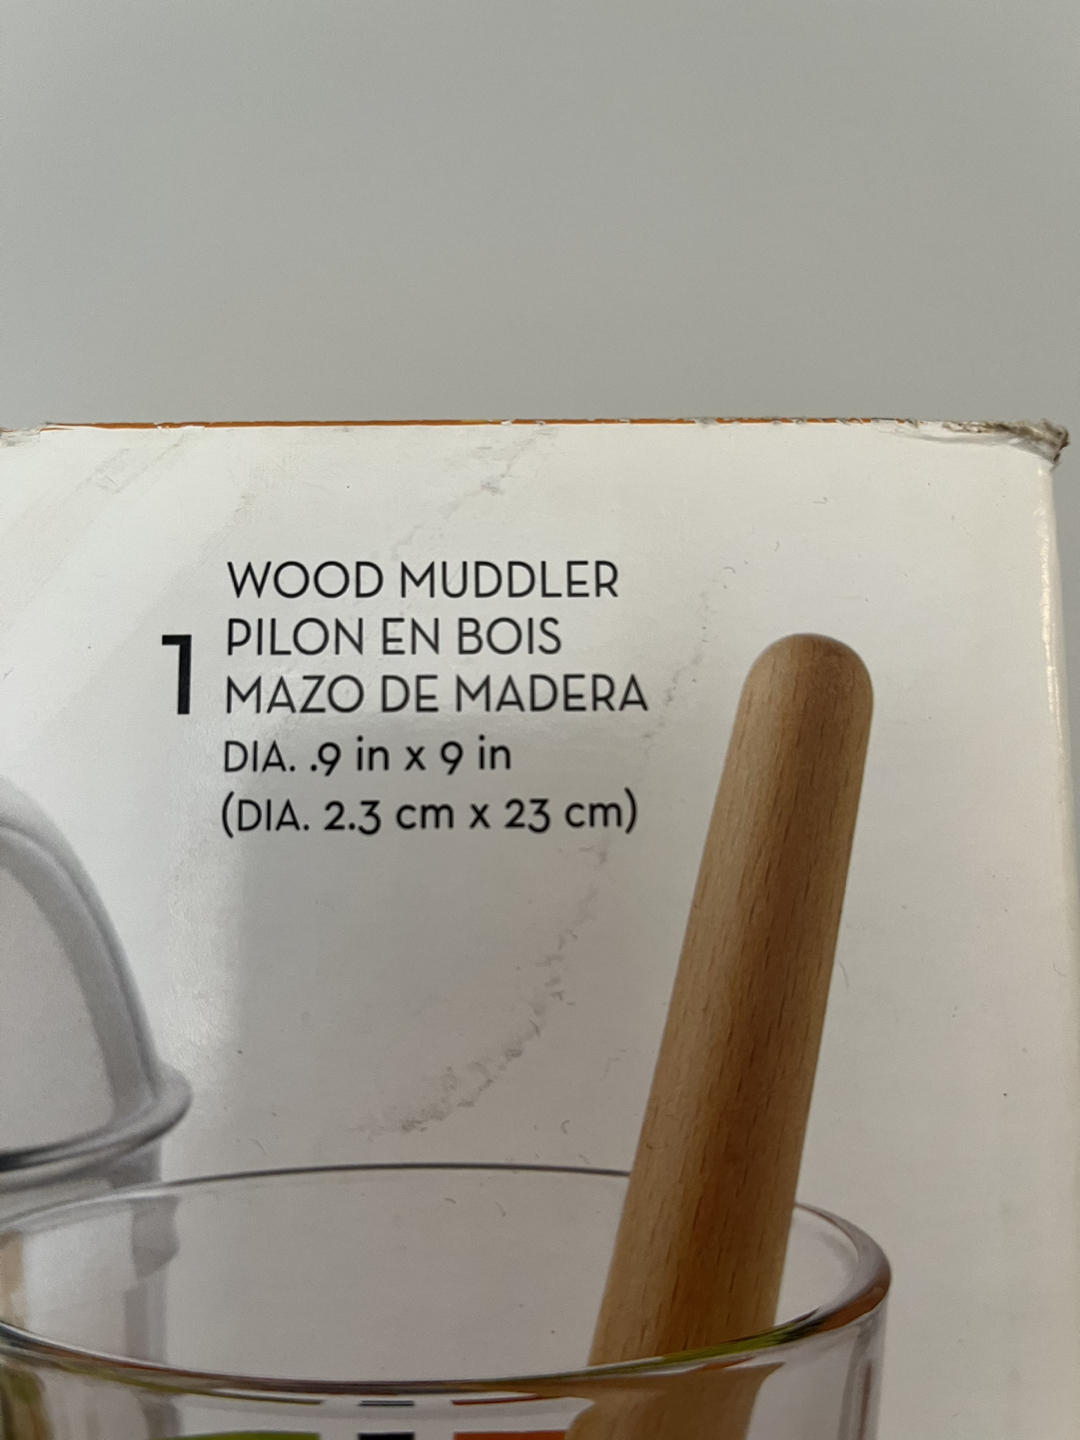 1
WOOD MUDDLER
PILON EN BOIS
MAZO DE MADERA
DIA. .9 in x 9 in
(DIA. 2.3 cm x 23 cm)